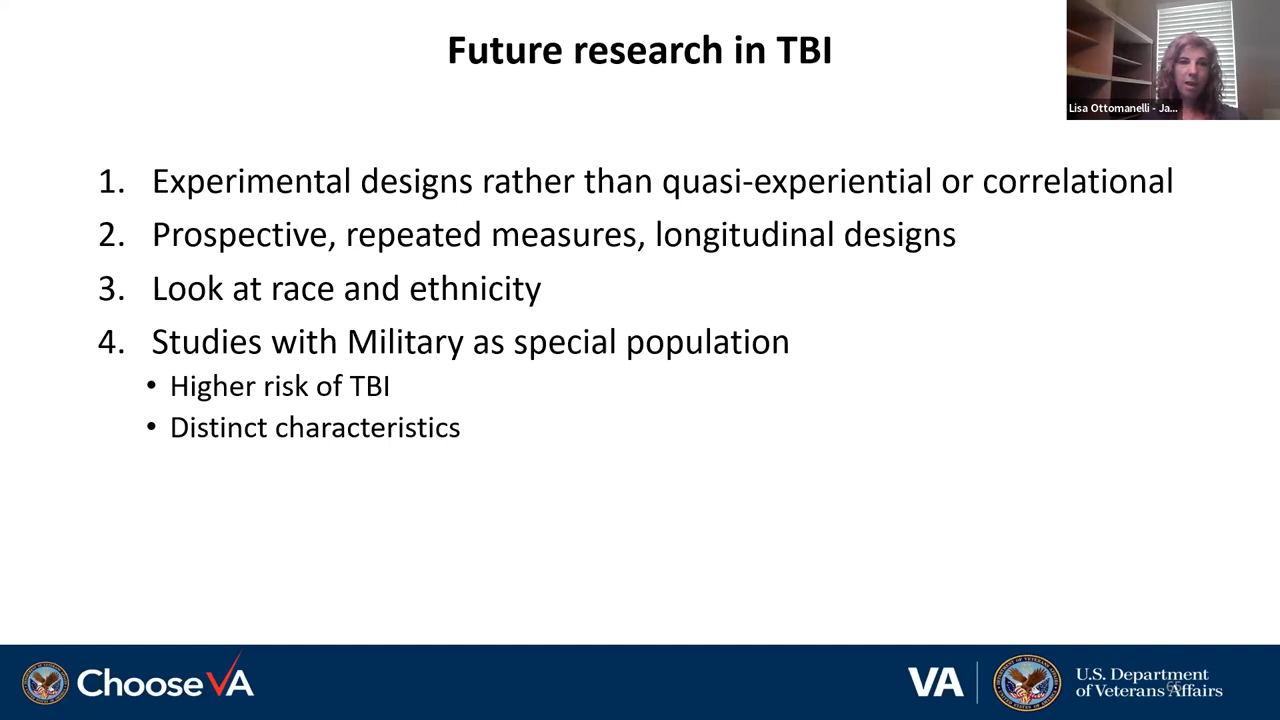 Future research in TBI
Lisa Ottomanelli - Ja...
1. Experimental designs rather than quasi-experiential or correlational
2. Prospective, repeated measures, longitudinal designs
3. Look at race and ethnicity
4. Studies with Military as special population
• Higher risk of TBI
• Distinct characteristics
Choose VA
VA
U.S. Department
of Veterans Affairs